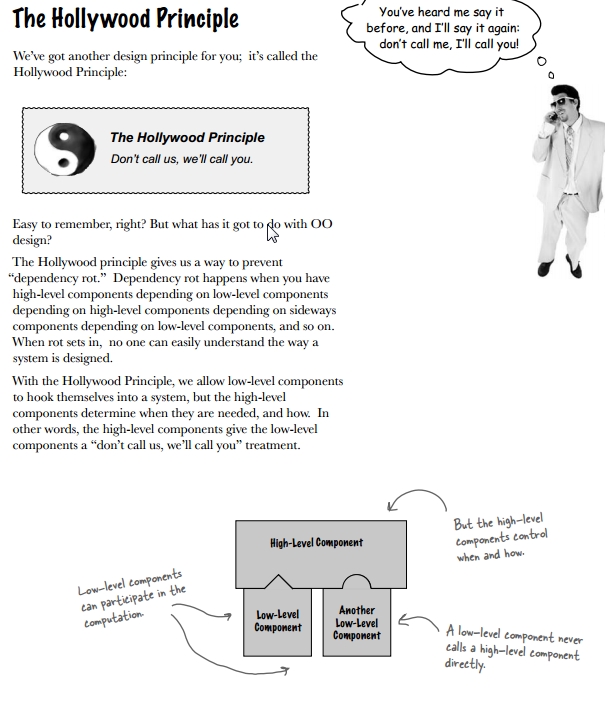 The Hollywood Principle
You've heard me say it
before, and I'll say it again:
don't call me, I'll call you!
We've got another design principle for you;  it's called the
Hollywood Principle:
The Hollywood Principle
Don't call us, we'll call you.
Easy to remember, right? But what has it got to do with OO
design?
The Hollywood principle gives us a way to prevent
“dependency rot.”  Dependency rot happens when you have
high-level components depending on low-level components
depending on high-level components depending on sideways
components depending on low-level components, and so on.
When rot sets in,  no one can easily understand the way a
system is designed.
With the Hollywood Principle, we allow low-level components
to hook themselves into a system, but the high-level
components determine when they are needed, and how.  In
other words, the high-level components give the low-level
components a “don't call us, we'll call you” treatment.
But the high-level
components control
when and how.
High-Level Component
Low-level components
can participate in the
computation.
Low-Level
Component
Another
Low-Level
Component
A low-level component never
calls a high-level component
directly.